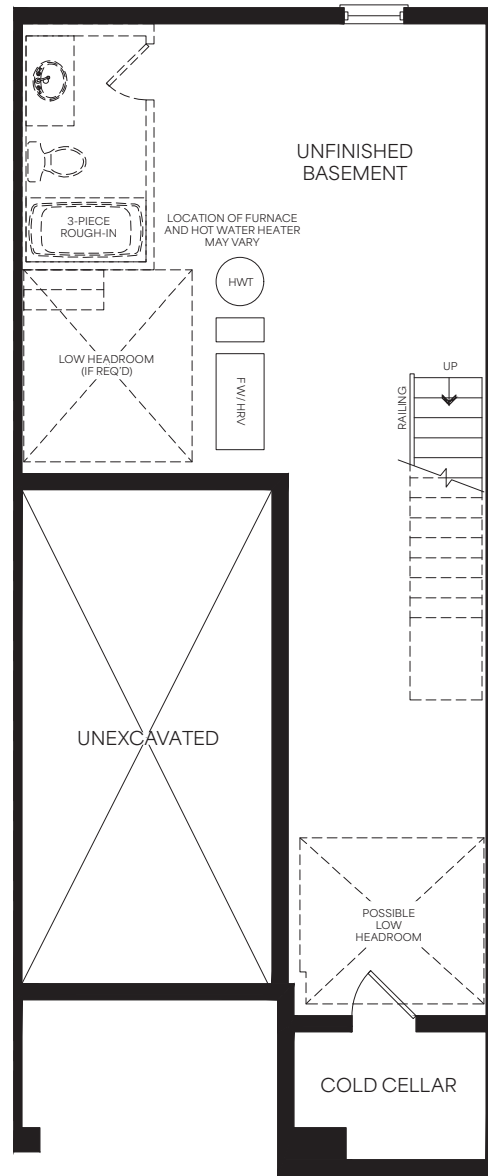 UNFINISHED
BASEMENT
3-PIECE
ROUGH-IN
LOCATION OF FURNACE
AND HOT WATER HEATER
MAY VARY
HWT
LOW HEADROOM
(IF REQ'D)
FW/HRV
UP
RAILING
UNEXCAVATED
POSSIBLE
LOW
HEADROOM
COLD CELLAR